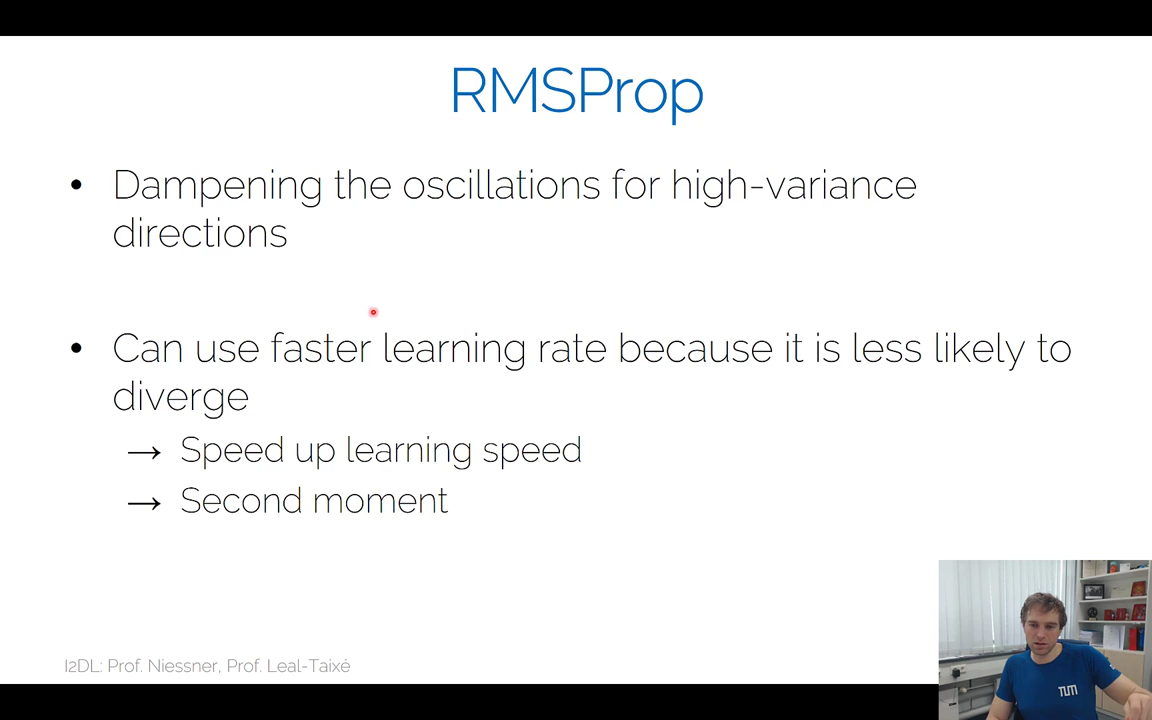 RMSProp
• Dampening the oscillations for high-variance
directions
• Can use faster learning rate because it is less likely to
diverge
→ Speed up learning speed
→ Second moment
I2DL: Prof. Niessner, Prof. Leal-Taixé
TUM